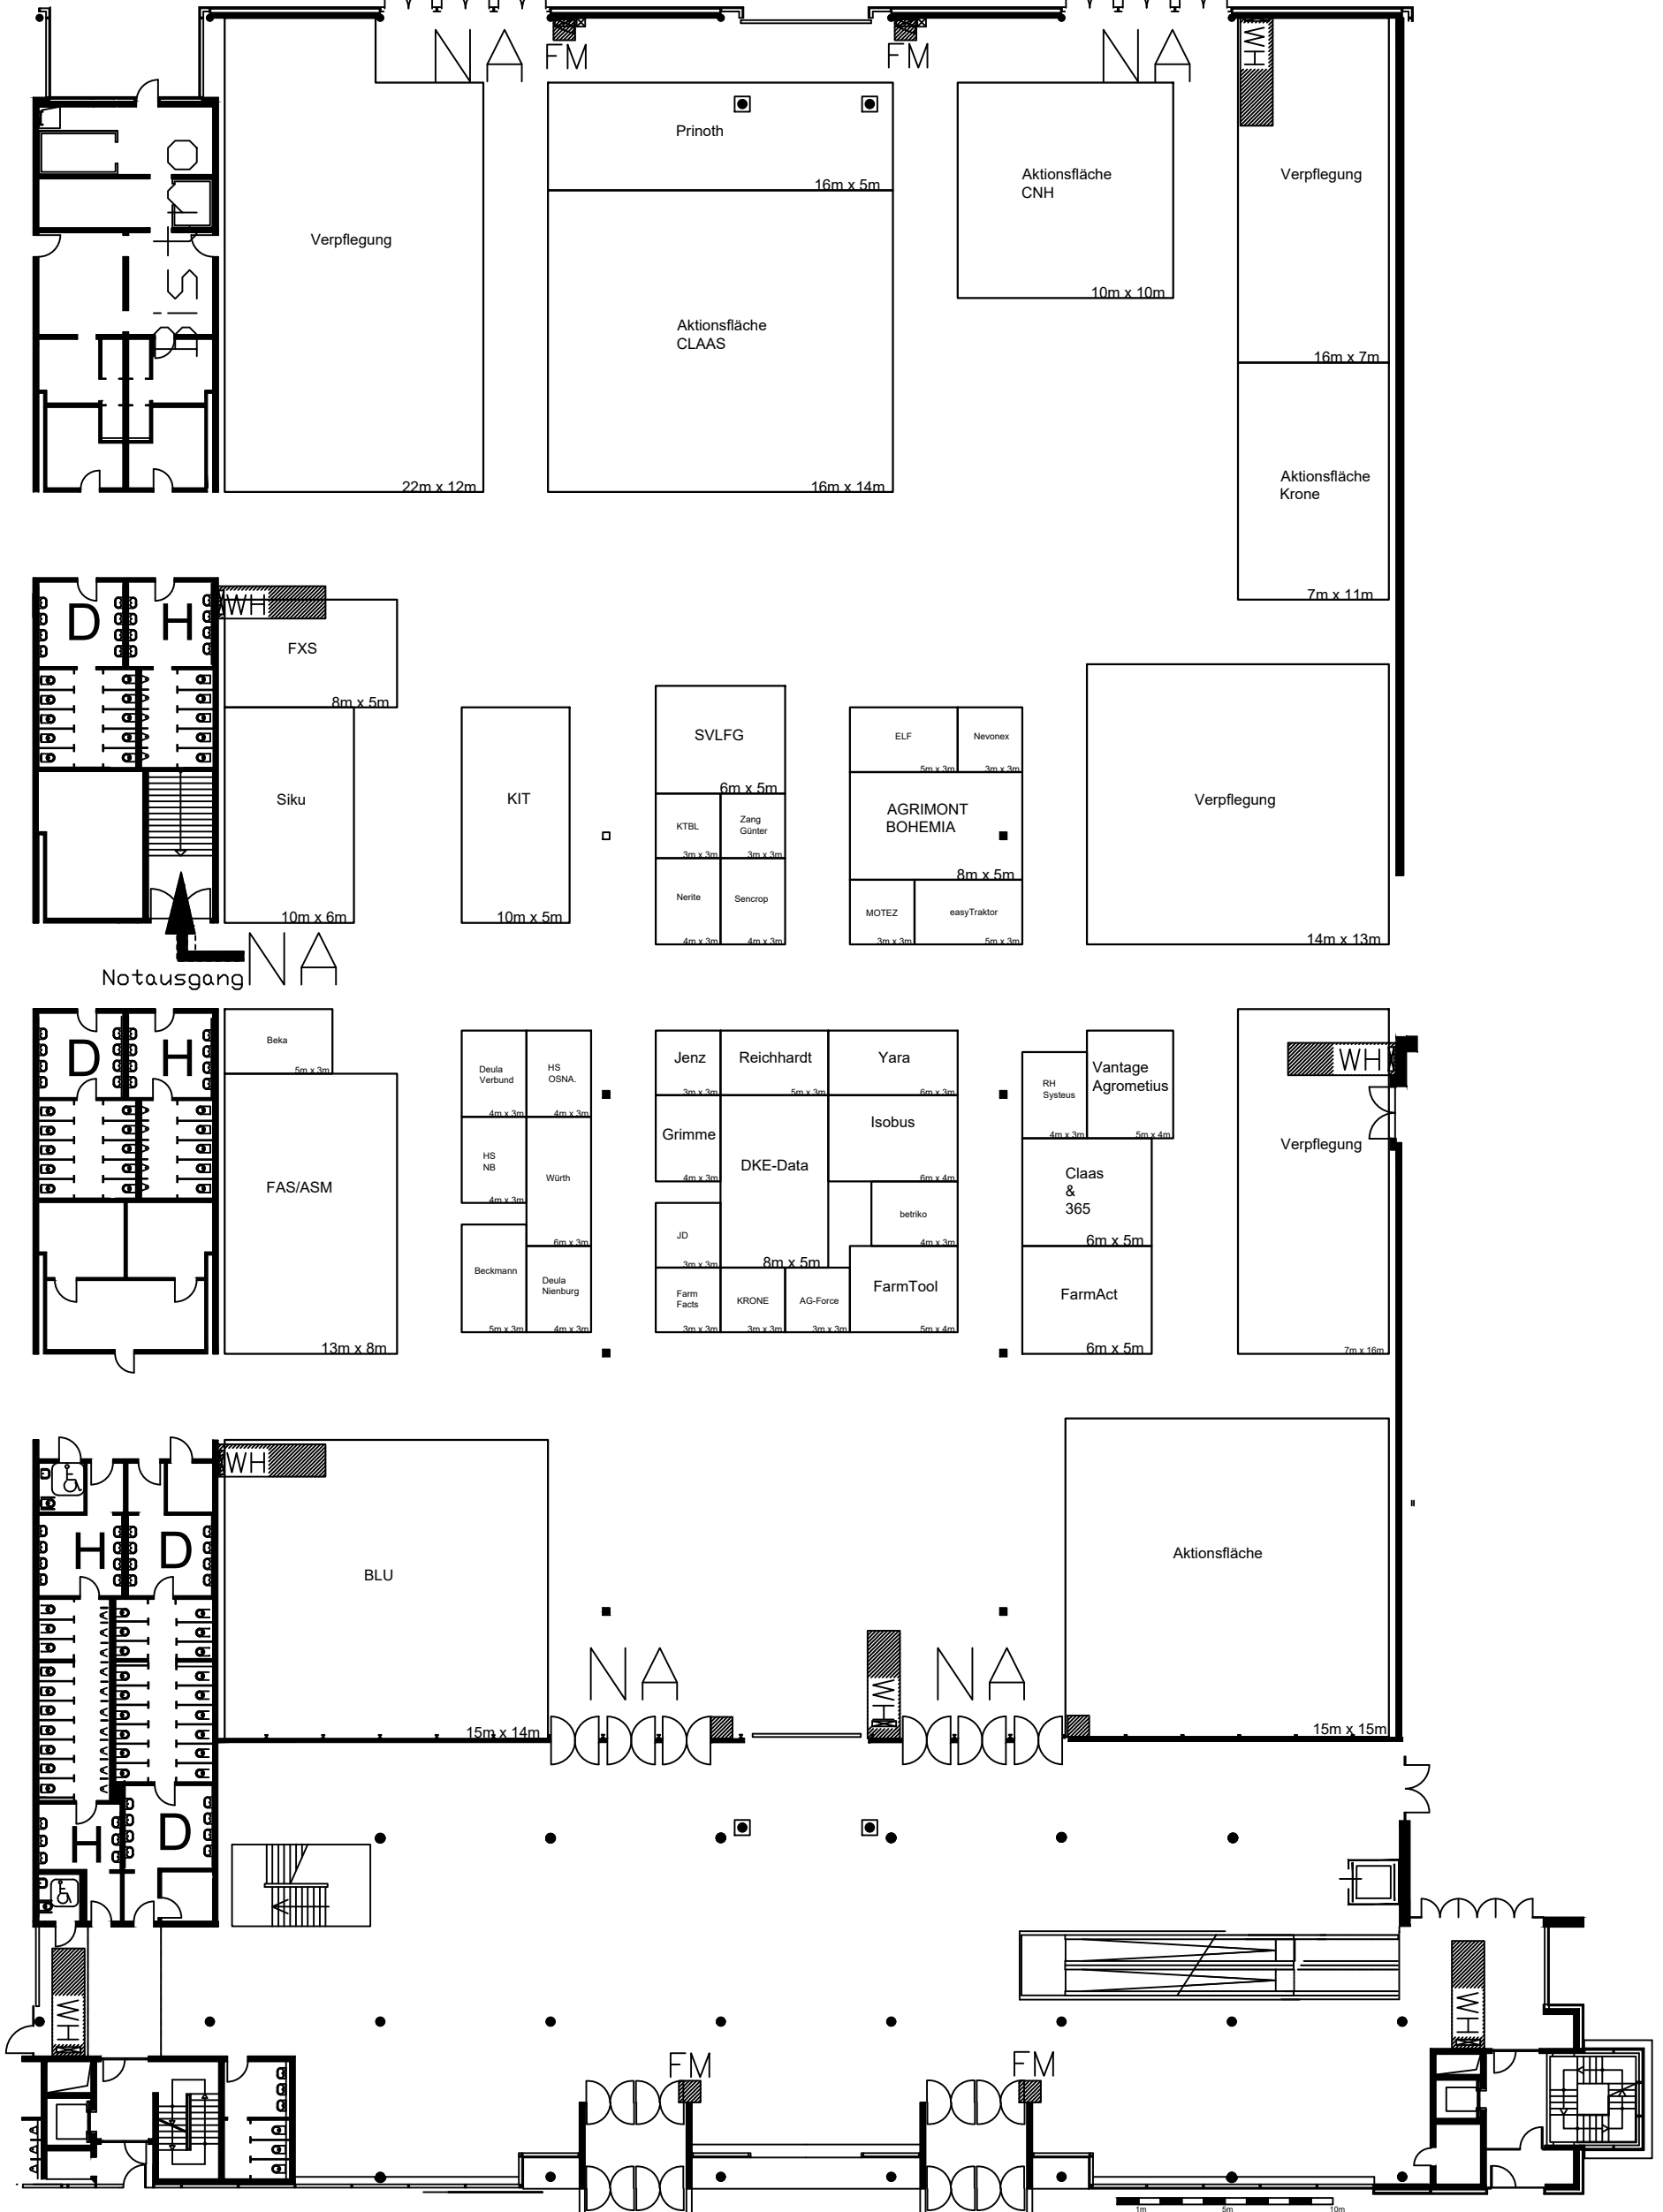 NA
FM
FM
NA
WH
Prinoth
16m x 5m
Aktionsfläche
CNH
10m x 10m
Verpflegung
16m x 7m
Bistr
Verpflegung
22m x 12m
Aktionsfläche
CLAAS
16m x 14m
Aktionsfläche
Krone
7m x 11m
D
H
WH
FXS
8m x 5m
Siku
10m x 6m
KIT
10m x 5m
SVLFG
6m x 5m
KTBL
3m x 3m
Zang
Günter
3m x 3m
Nerite
4m x 3m
Sencrop
4m x 3m
ELF
5m x 3m
Nevonex
3m x 3m
AGRIMONT
BOHEMIA
8m x 5m
MOTEZ
3m x 3m
easyTraktor
5m x 3m
Verpflegung
14m x 13m
Notausgang
NA
D
H
Beka
5m x 3m
FAS/ASM
13m x 8m
Deula
Verbund
4m x 3m
HS
OSNA.
4m x 3m
HS
NB
4m x 3m
Würth
6m x 3m
Beckmann
5m x 3m
Deula
Nienburg
4m x 3m
Jenz
3m x 3m
Reichhardt
5m x 3m
Yara
6m x 3m
Grimme
4m x 3m
DKE-Data
8m x 5m
Isobus
6m x 4m
betriko
4m x 3m
JD
3m x 3m
Farm
Facts
3m x 3m
KRONE
3m x 3m
AG-Force
3m x 3m
FarmTool
5m x 4m
RH
Systeus
4m x 3m
Vantage
Agrometius
5m x 4m
Claas
&
365
6m x 5m
FarmAct
6m x 5m
WH
Verpflegung
7m x 16m
WH
BLU
15m x 14m
H
D
Aktionsfläche
15m x 15m
NA
WH
NA
H
D
WH
WH
FM
FM
1m
5m
10m